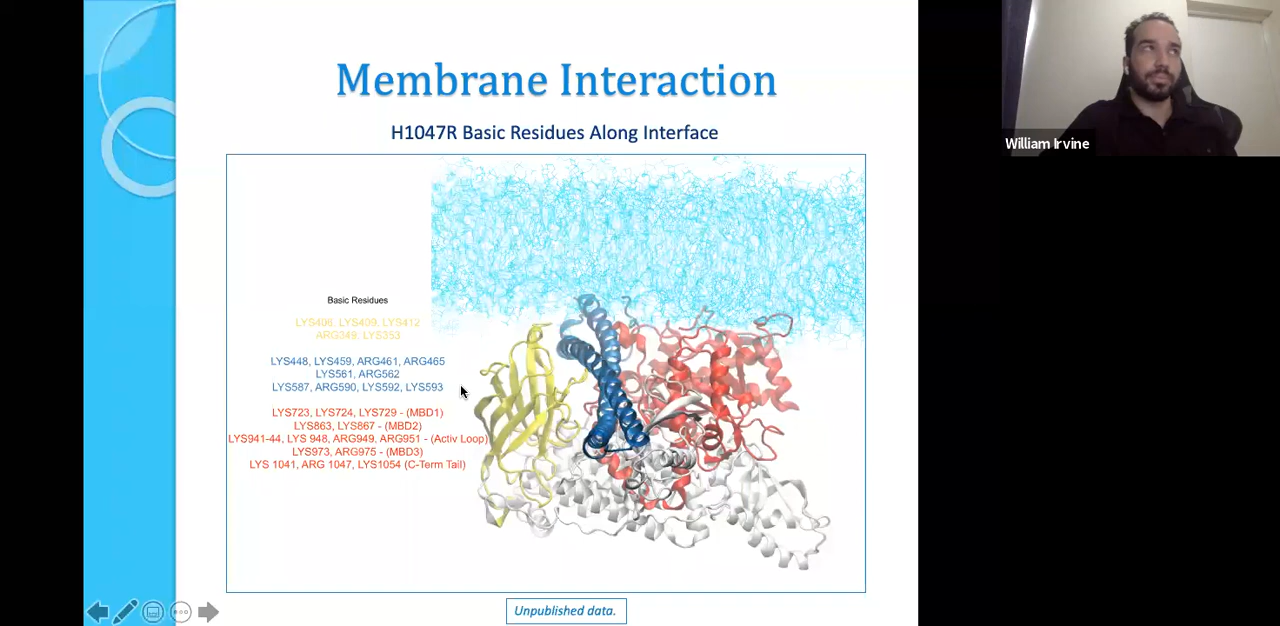 Membrane Interaction
H1047R Basic Residues Along Interface
William Irvine
Basic Residues
LYS406, LYS409, LYS412
ARG349, LYS353
LYS448, LYS459, ARG461, ARG465
LYS561, ARG562
LYS587, ARG590, LYS592, LYS593
LYS723, LYS724, LYS729 - (MBD1)
LYS863, LYS867 - (MBD2)
LYS941-44, LYS 948, ARG949, ARG951 - (Activ Loop)
LYS973, ARG975 - (MBD3)
LYS 1041, ARG 1047, LYS1054 (C-Term Tail)
Unpublished data.